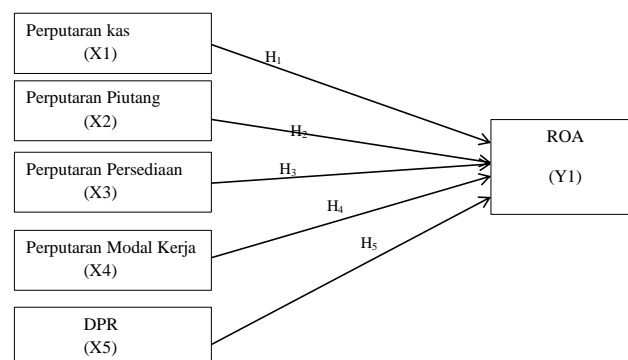 Perputaran kas
(X1)
H₁
Perputaran Piutang
(X2)
H₂
Perputaran Persediaan
(X3)
H₃
Perputaran Modal Kerja
(X4)
H₄
DPR
(X5)
H₅
ROA
(Y1)